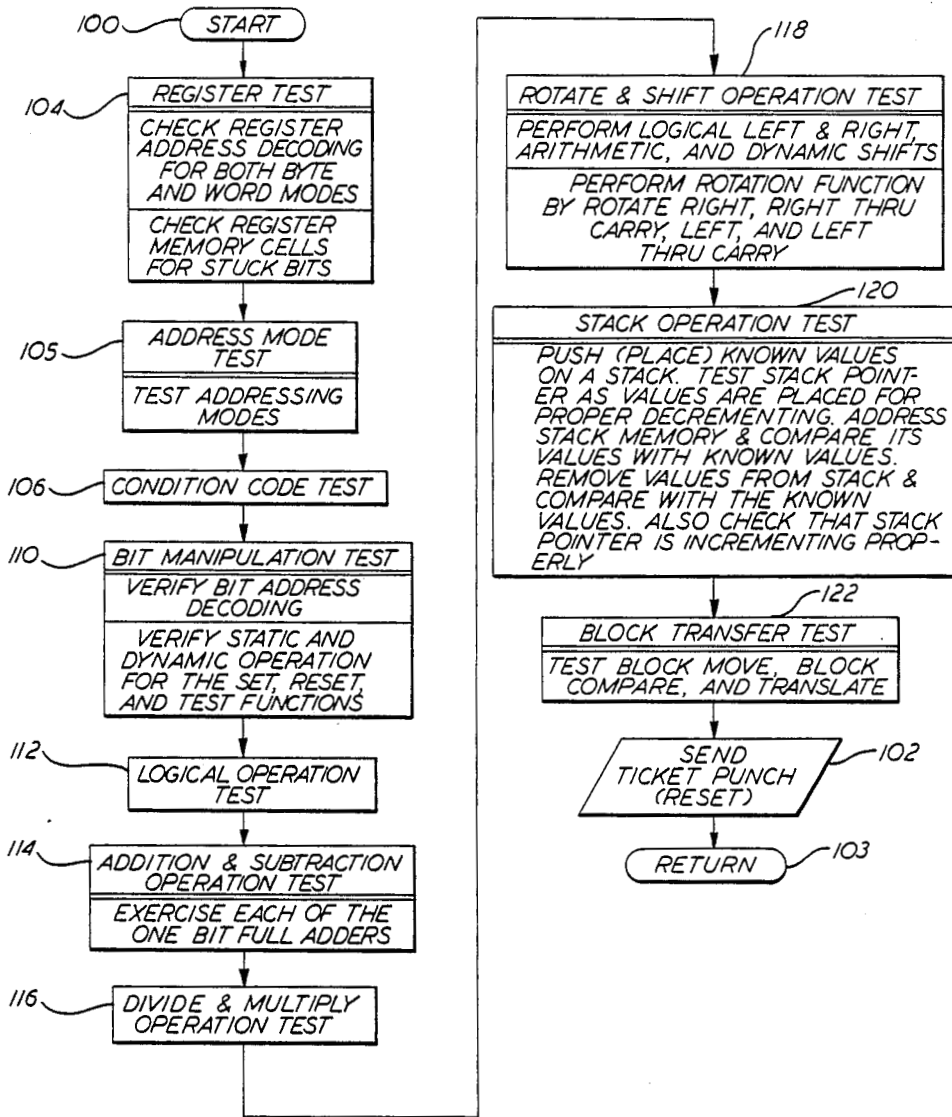 100
START
104
REGISTER TEST
CHECK REGISTER
ADDRESS DECODING
FOR BOTH BYTE
AND WORD MODES
CHECK REGISTER
MEMORY CELLS
FOR STUCK BITS
105
ADDRESS MODE
TEST
TEST ADDRESSING
MODES
106
CONDITION CODE TEST
110
BIT MANIPULATION TEST
VERIFY BIT ADDRESS
DECODING
VERIFY STATIC AND
DYNAMIC OPERATION
FOR THE SET, RESET,
AND TEST FUNCTIONS
112
LOGICAL OPERATION
TEST
114
ADDITION & SUBTRACTION
OPERATION TEST
EXERCISE EACH OF THE
ONE BIT FULL ADDERS
116
DIVIDE & MULTIPLY
OPERATION TEST
118
ROTATE & SHIFT OPERATION TEST
PERFORM LOGICAL LEFT & RIGHT,
ARITHMETIC, AND DYNAMIC SHIFTS
PERFORM ROTATION FUNCTION
BY ROTATE RIGHT, RIGHT THRU
CARRY, LEFT, AND LEFT
THRU CARRY
120
STACK OPERATION TEST
PUSH (PLACE) KNOWN VALUES
ON A STACK. TEST STACK POINT-
ER AS VALUES ARE PLACED FOR
PROPER DECREMENTING. ADDRESS
STACK MEMORY & COMPARE ITS
VALUES WITH KNOWN VALUES.
REMOVE VALUES FROM STACK &
COMPARE WITH THE KNOWN
VALUES. ALSO CHECK THAT STACK
POINTER IS INCREMENTING PROP-
ERLY
122
BLOCK TRANSFER TEST
TEST BLOCK MOVE, BLOCK
COMPARE, AND TRANSLATE
102
SEND
TICKET PUNCH
(RESET)
103
RETURN